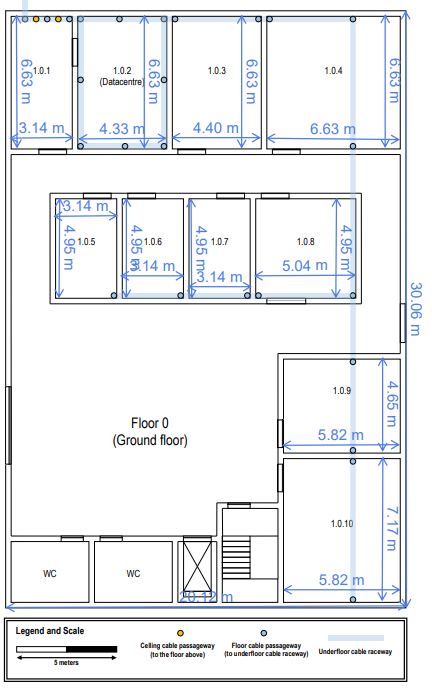 1.0.1
1.0.2
(Datacentre)
1.0.3
1.0.4
6.63 m
6.63 m
6.63 m
6.63 m
3.14 m
4.33 m
4.40 m
6.63 m
3.14 m
1.0.5
1.0.6
1.0.7
1.0.8
4.95 m
4.95 m
4.95 m
4.95 m
3.14 m
3.14 m
5.04 m
30.06 m
1.0.9
4.65 m
5.82 m
Floor 0
(Ground floor)
1.0.10
7.17 m
5.82 m
WC
WC
20.12 m
Legend and Scale
5 meters
Ceiling cable passageway
(to the floor above)
Floor cable passageway
(to underfloor cable raceway)
Underfloor cable raceway